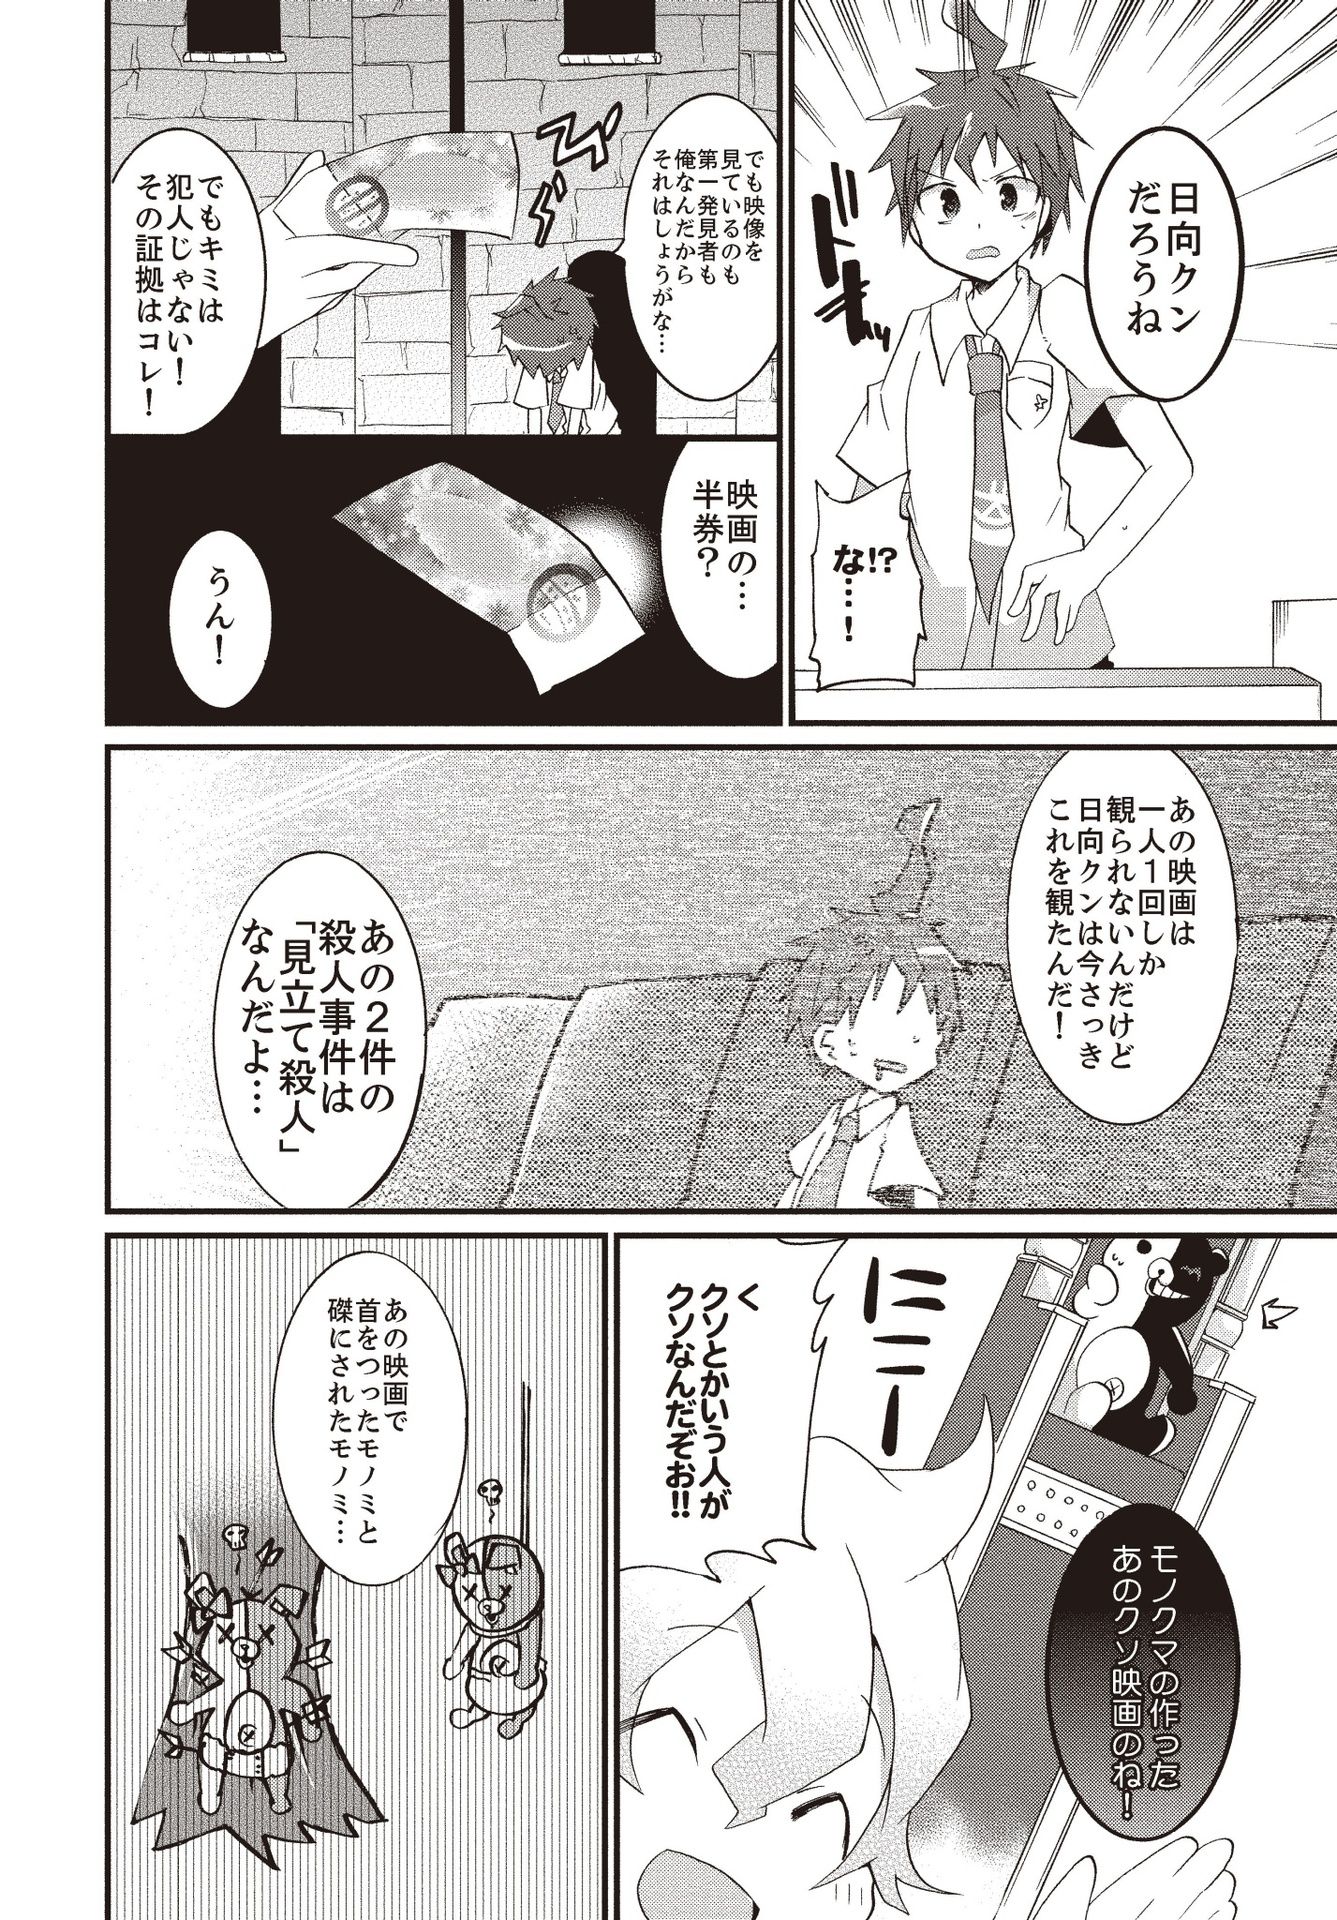 日向クン
だろうね
ドッ
な!?
…!
でも映像を
見ているのも
第一発見者も
俺なんだから
それはしょうがな…
でもキミは
犯人じゃない!
その証拠はコレ!
映画の…
半券?
うん!
あの映画は
一人1回しか
観られないんだけど
日向クンは今さっき
これを観たんだ!
あの2件の
殺人事件は
「見立て殺人」
なんだよ…
モノクマの作った
あのクソ映画のね!
にこー
く
クソとかいう人が
クソなんだぞお!!
あの映画で
首をつったモノミと
磔にされたモノミ…